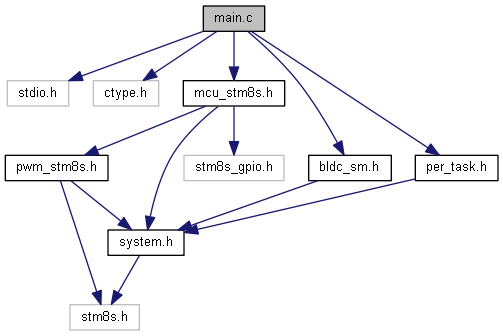 main.c
stdio.h
ctype.h
mcu_stm8s.h
pwm_stm8s.h
stm8s_gpio.h
bldc_sm.h
per_task.h
system.h
stm8s.h